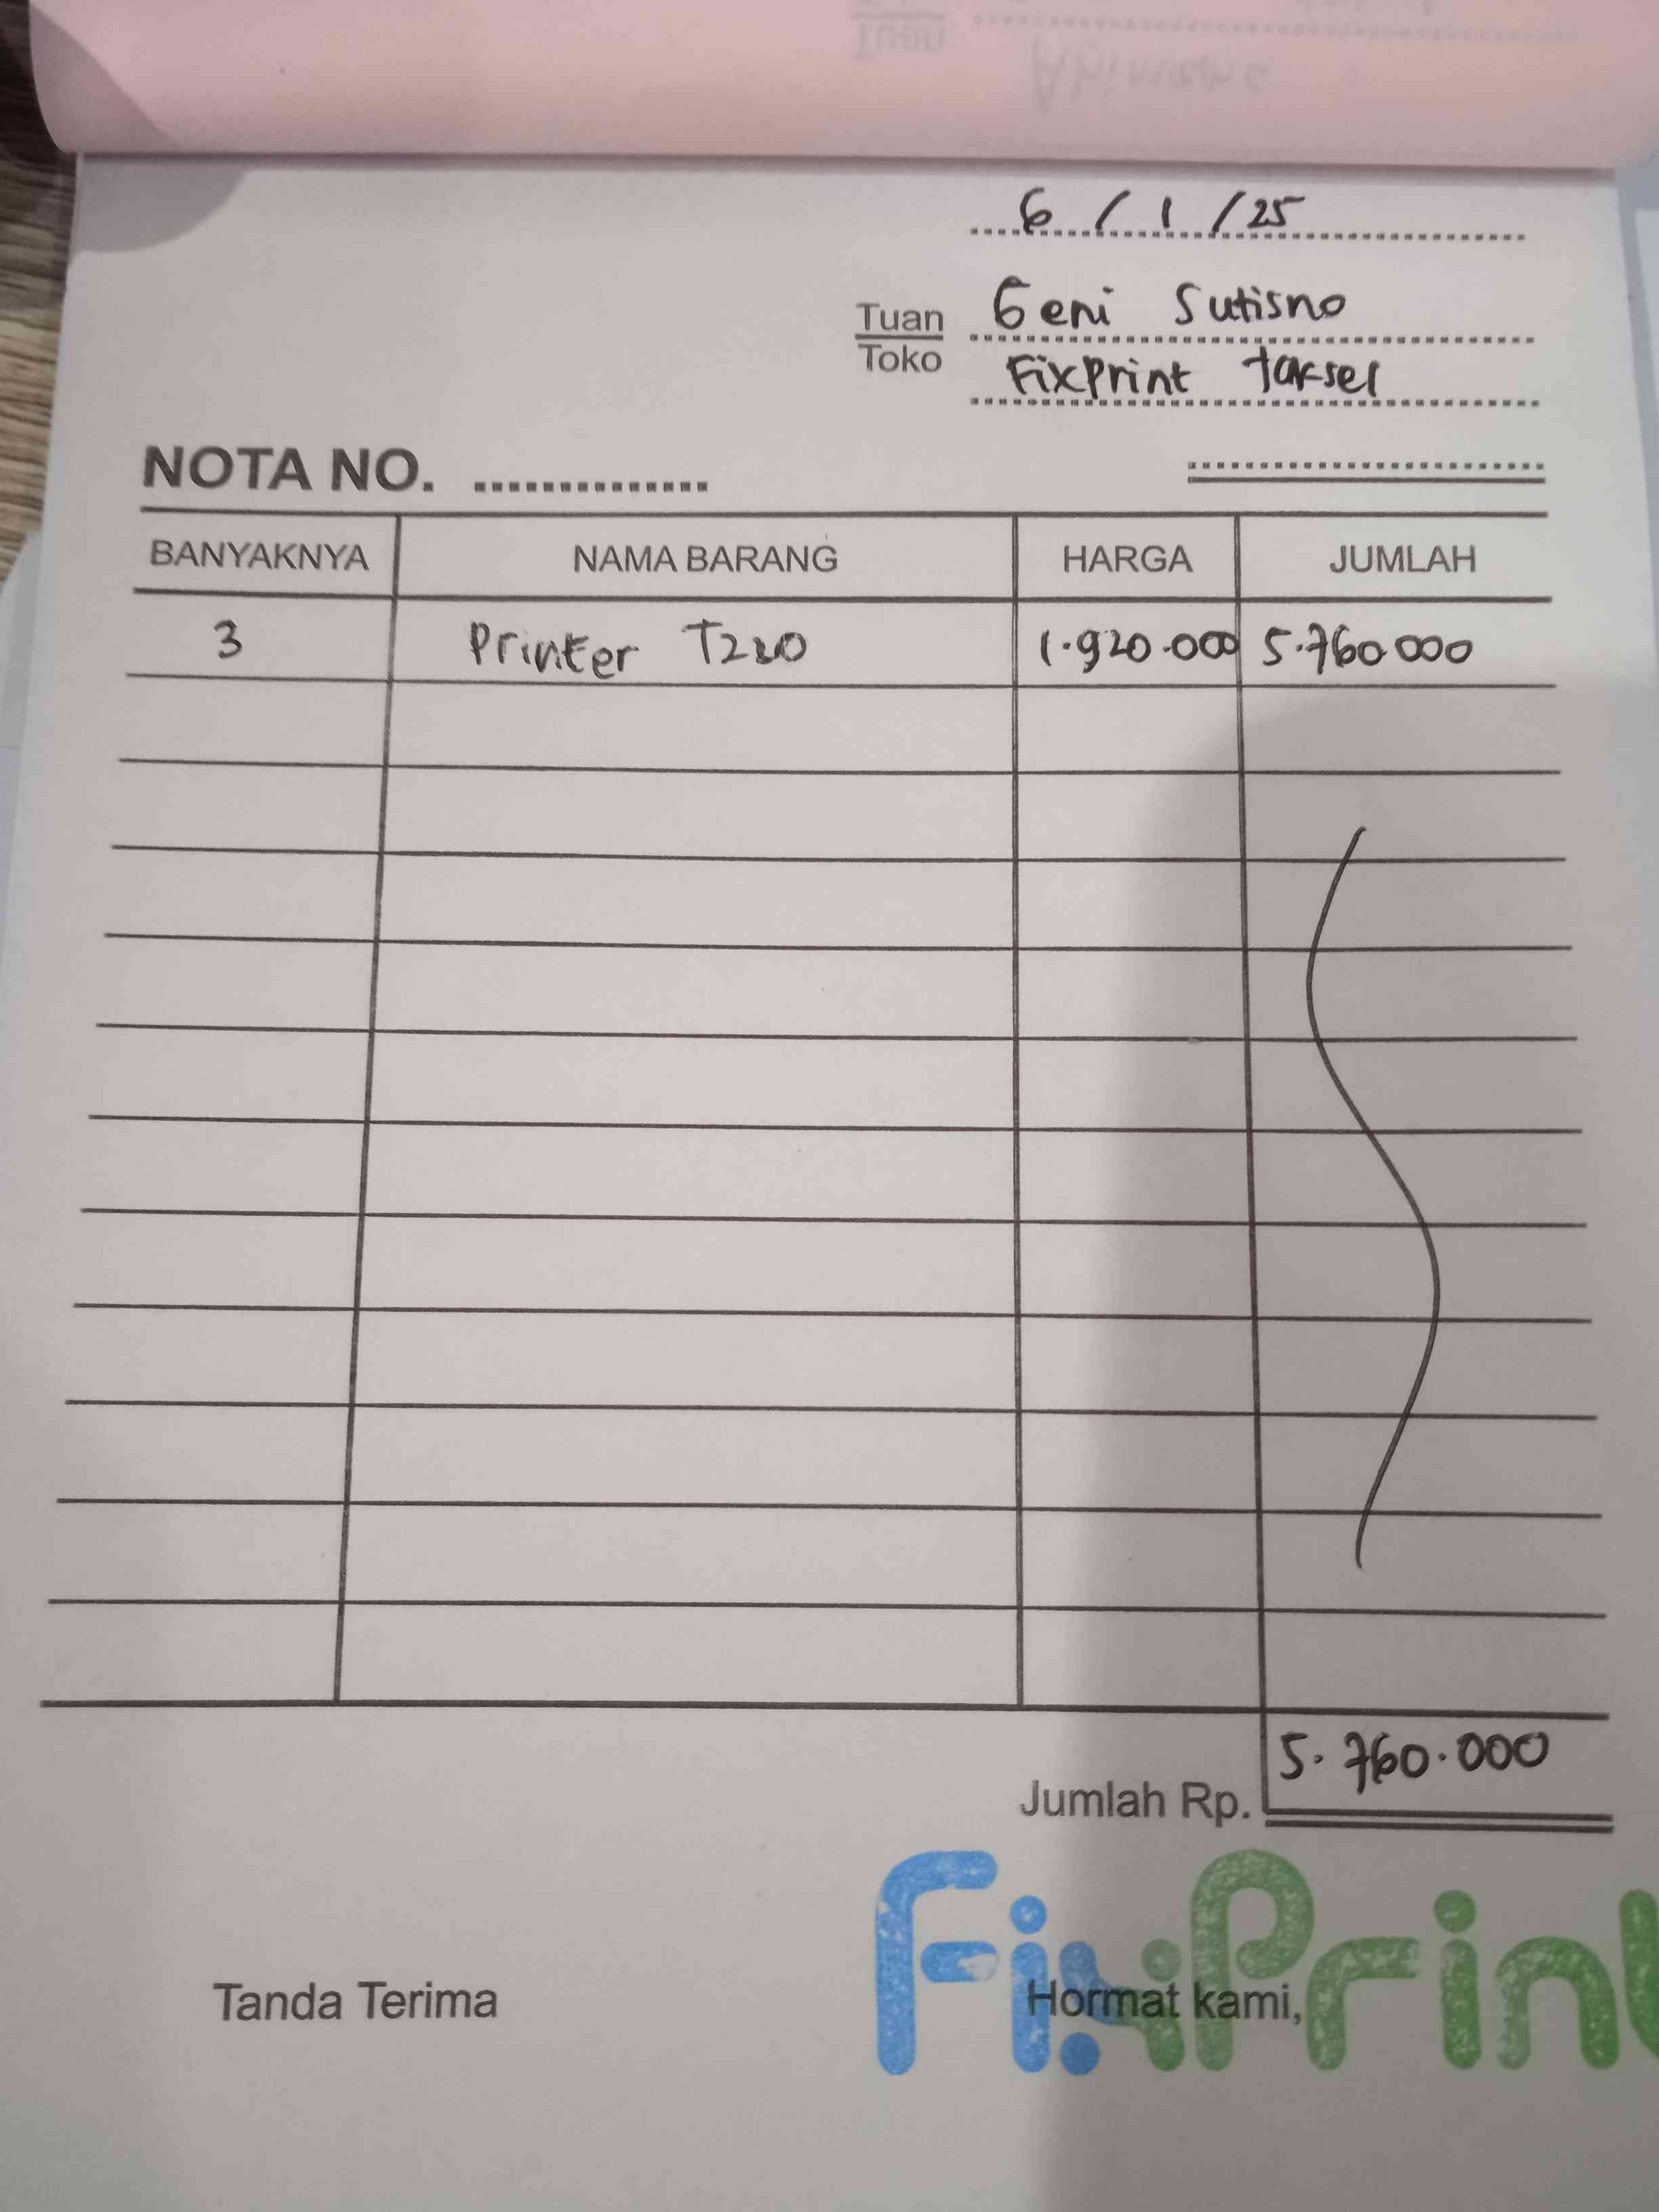 6 / 1 / 25
Tuan
Toko
Geni Sutisno
FixPrint Jaksel
NOTA NO. ...............
BANYAKNYA NAMA BARANG HARGA JUMLAH
3 Printer T220 1.920.000 5.760.000
Jumlah Rp. 5.760.000
Tanda Terima
Hormat kami,
FixPrint